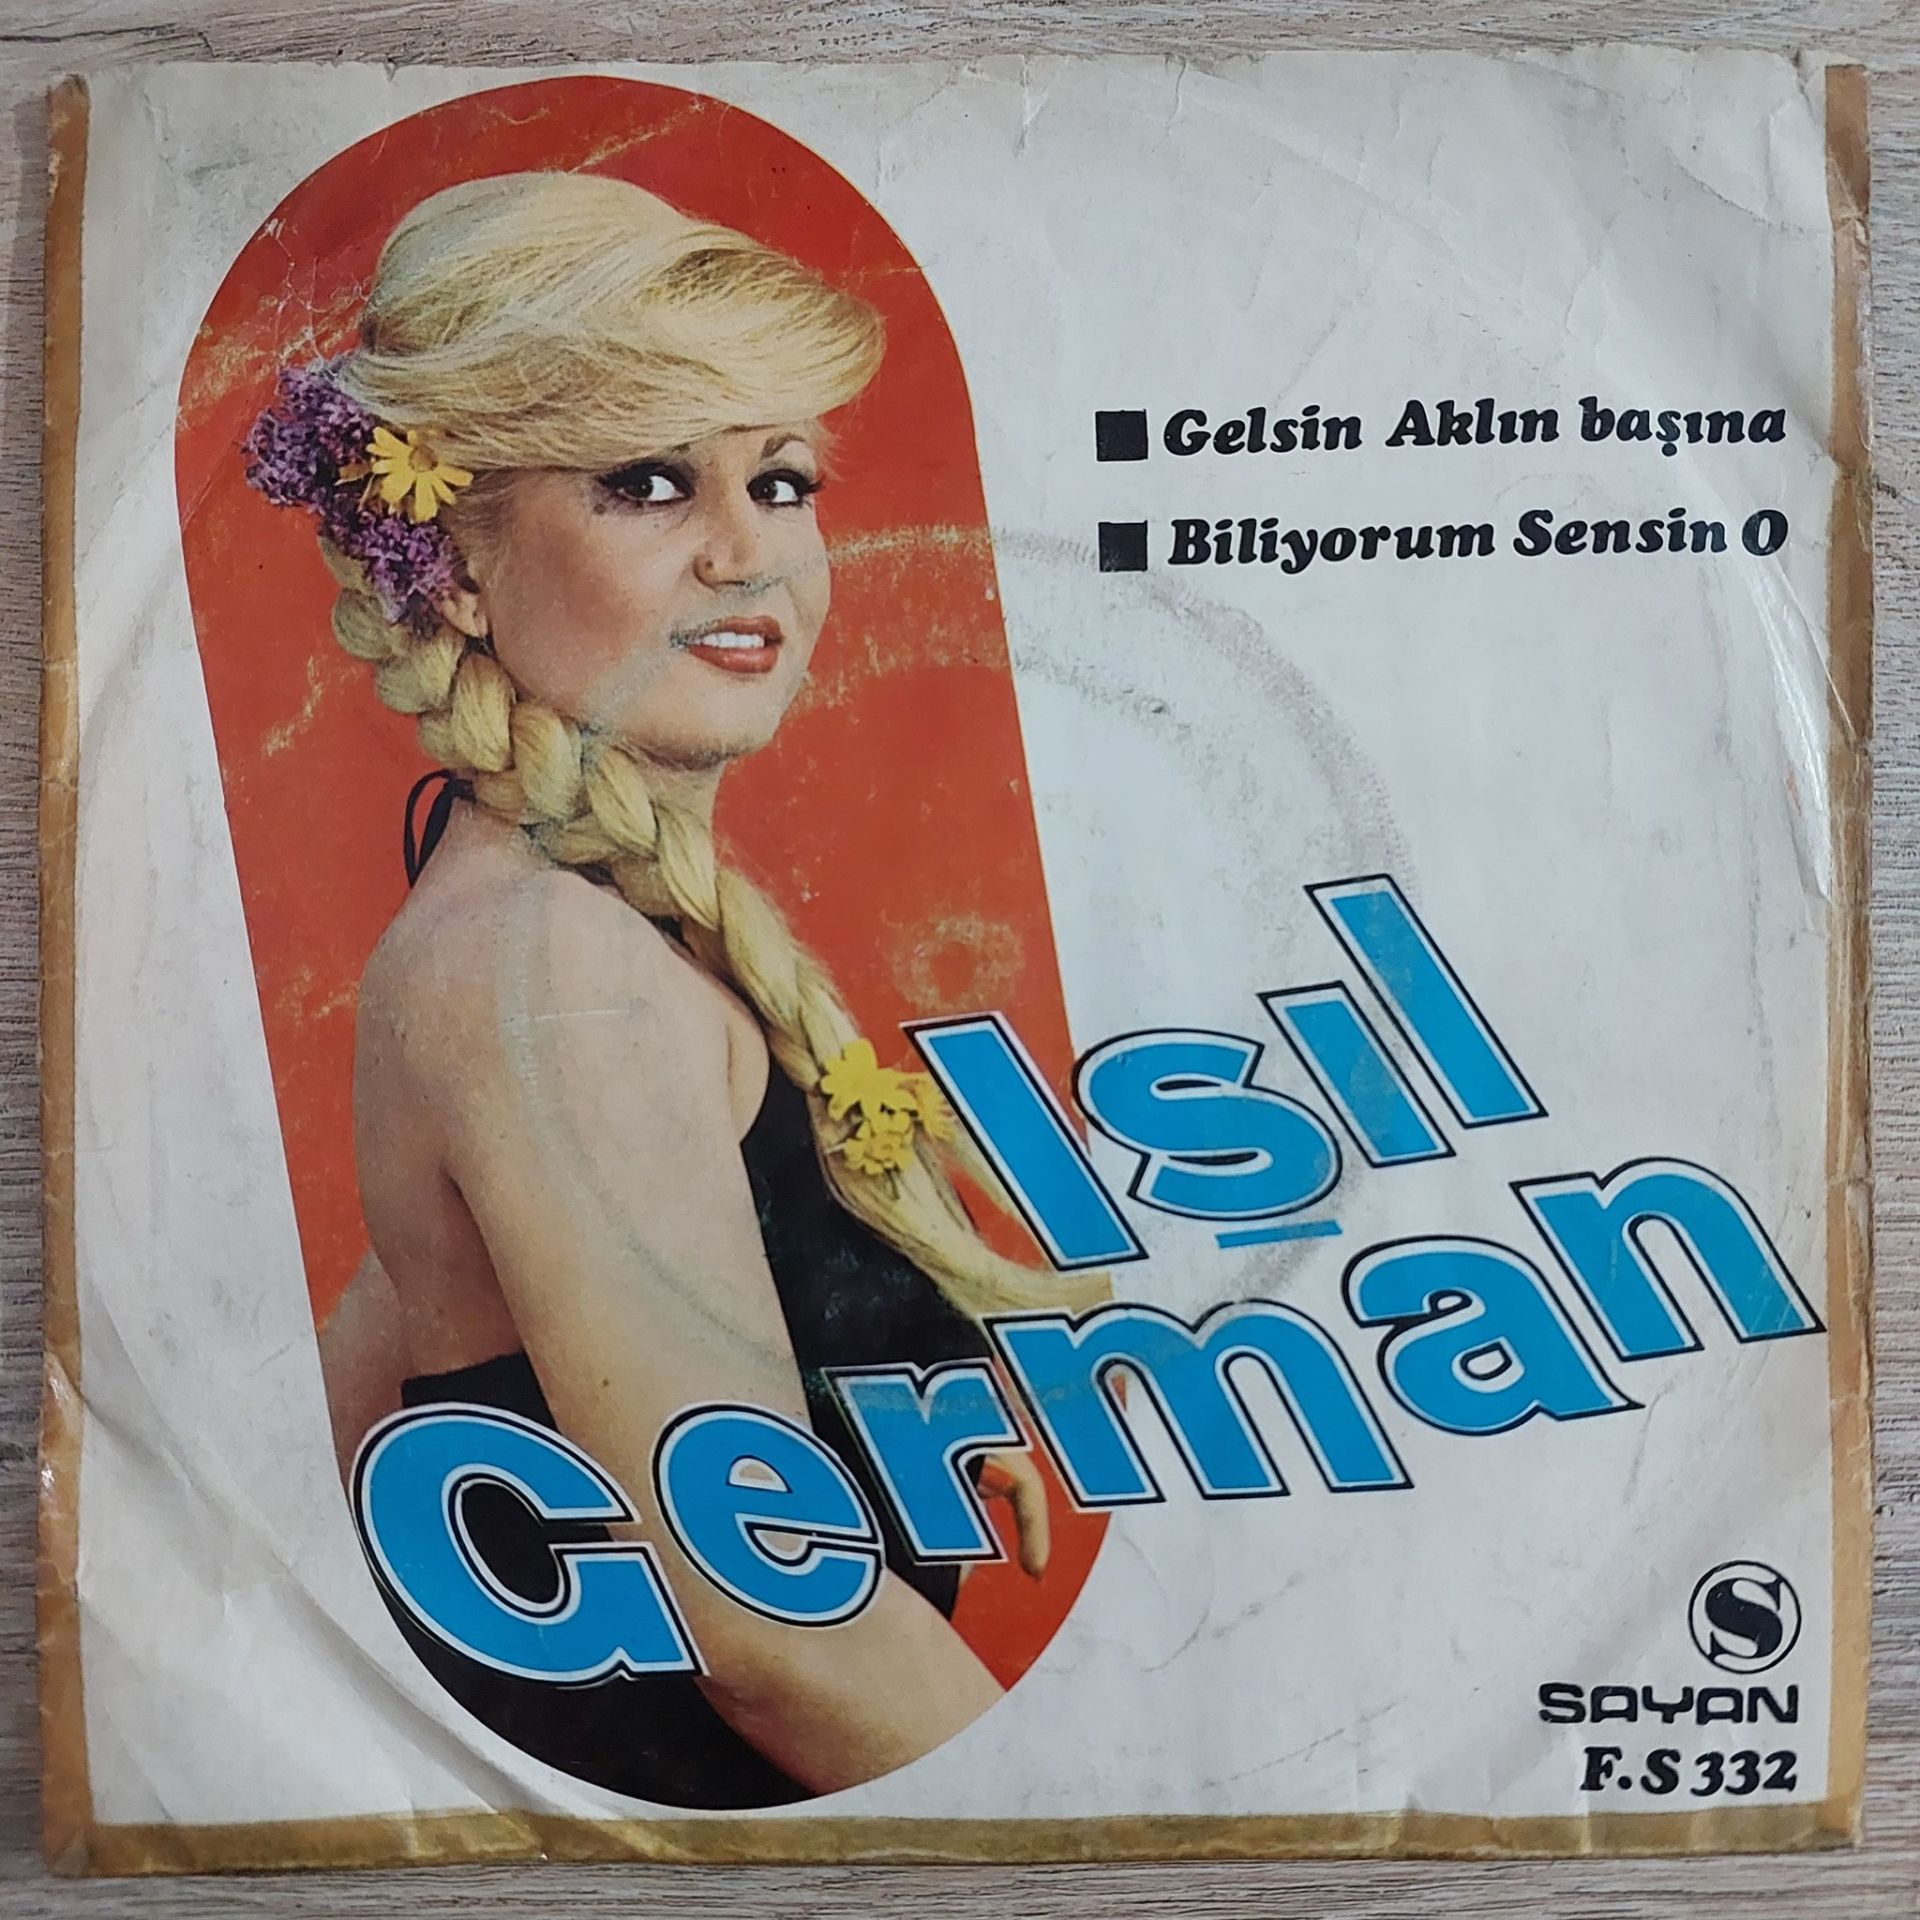 Gelsin Aklın başına
Biliyorum Sensin O
Işıl
German
S
SAYAN
F.S 332